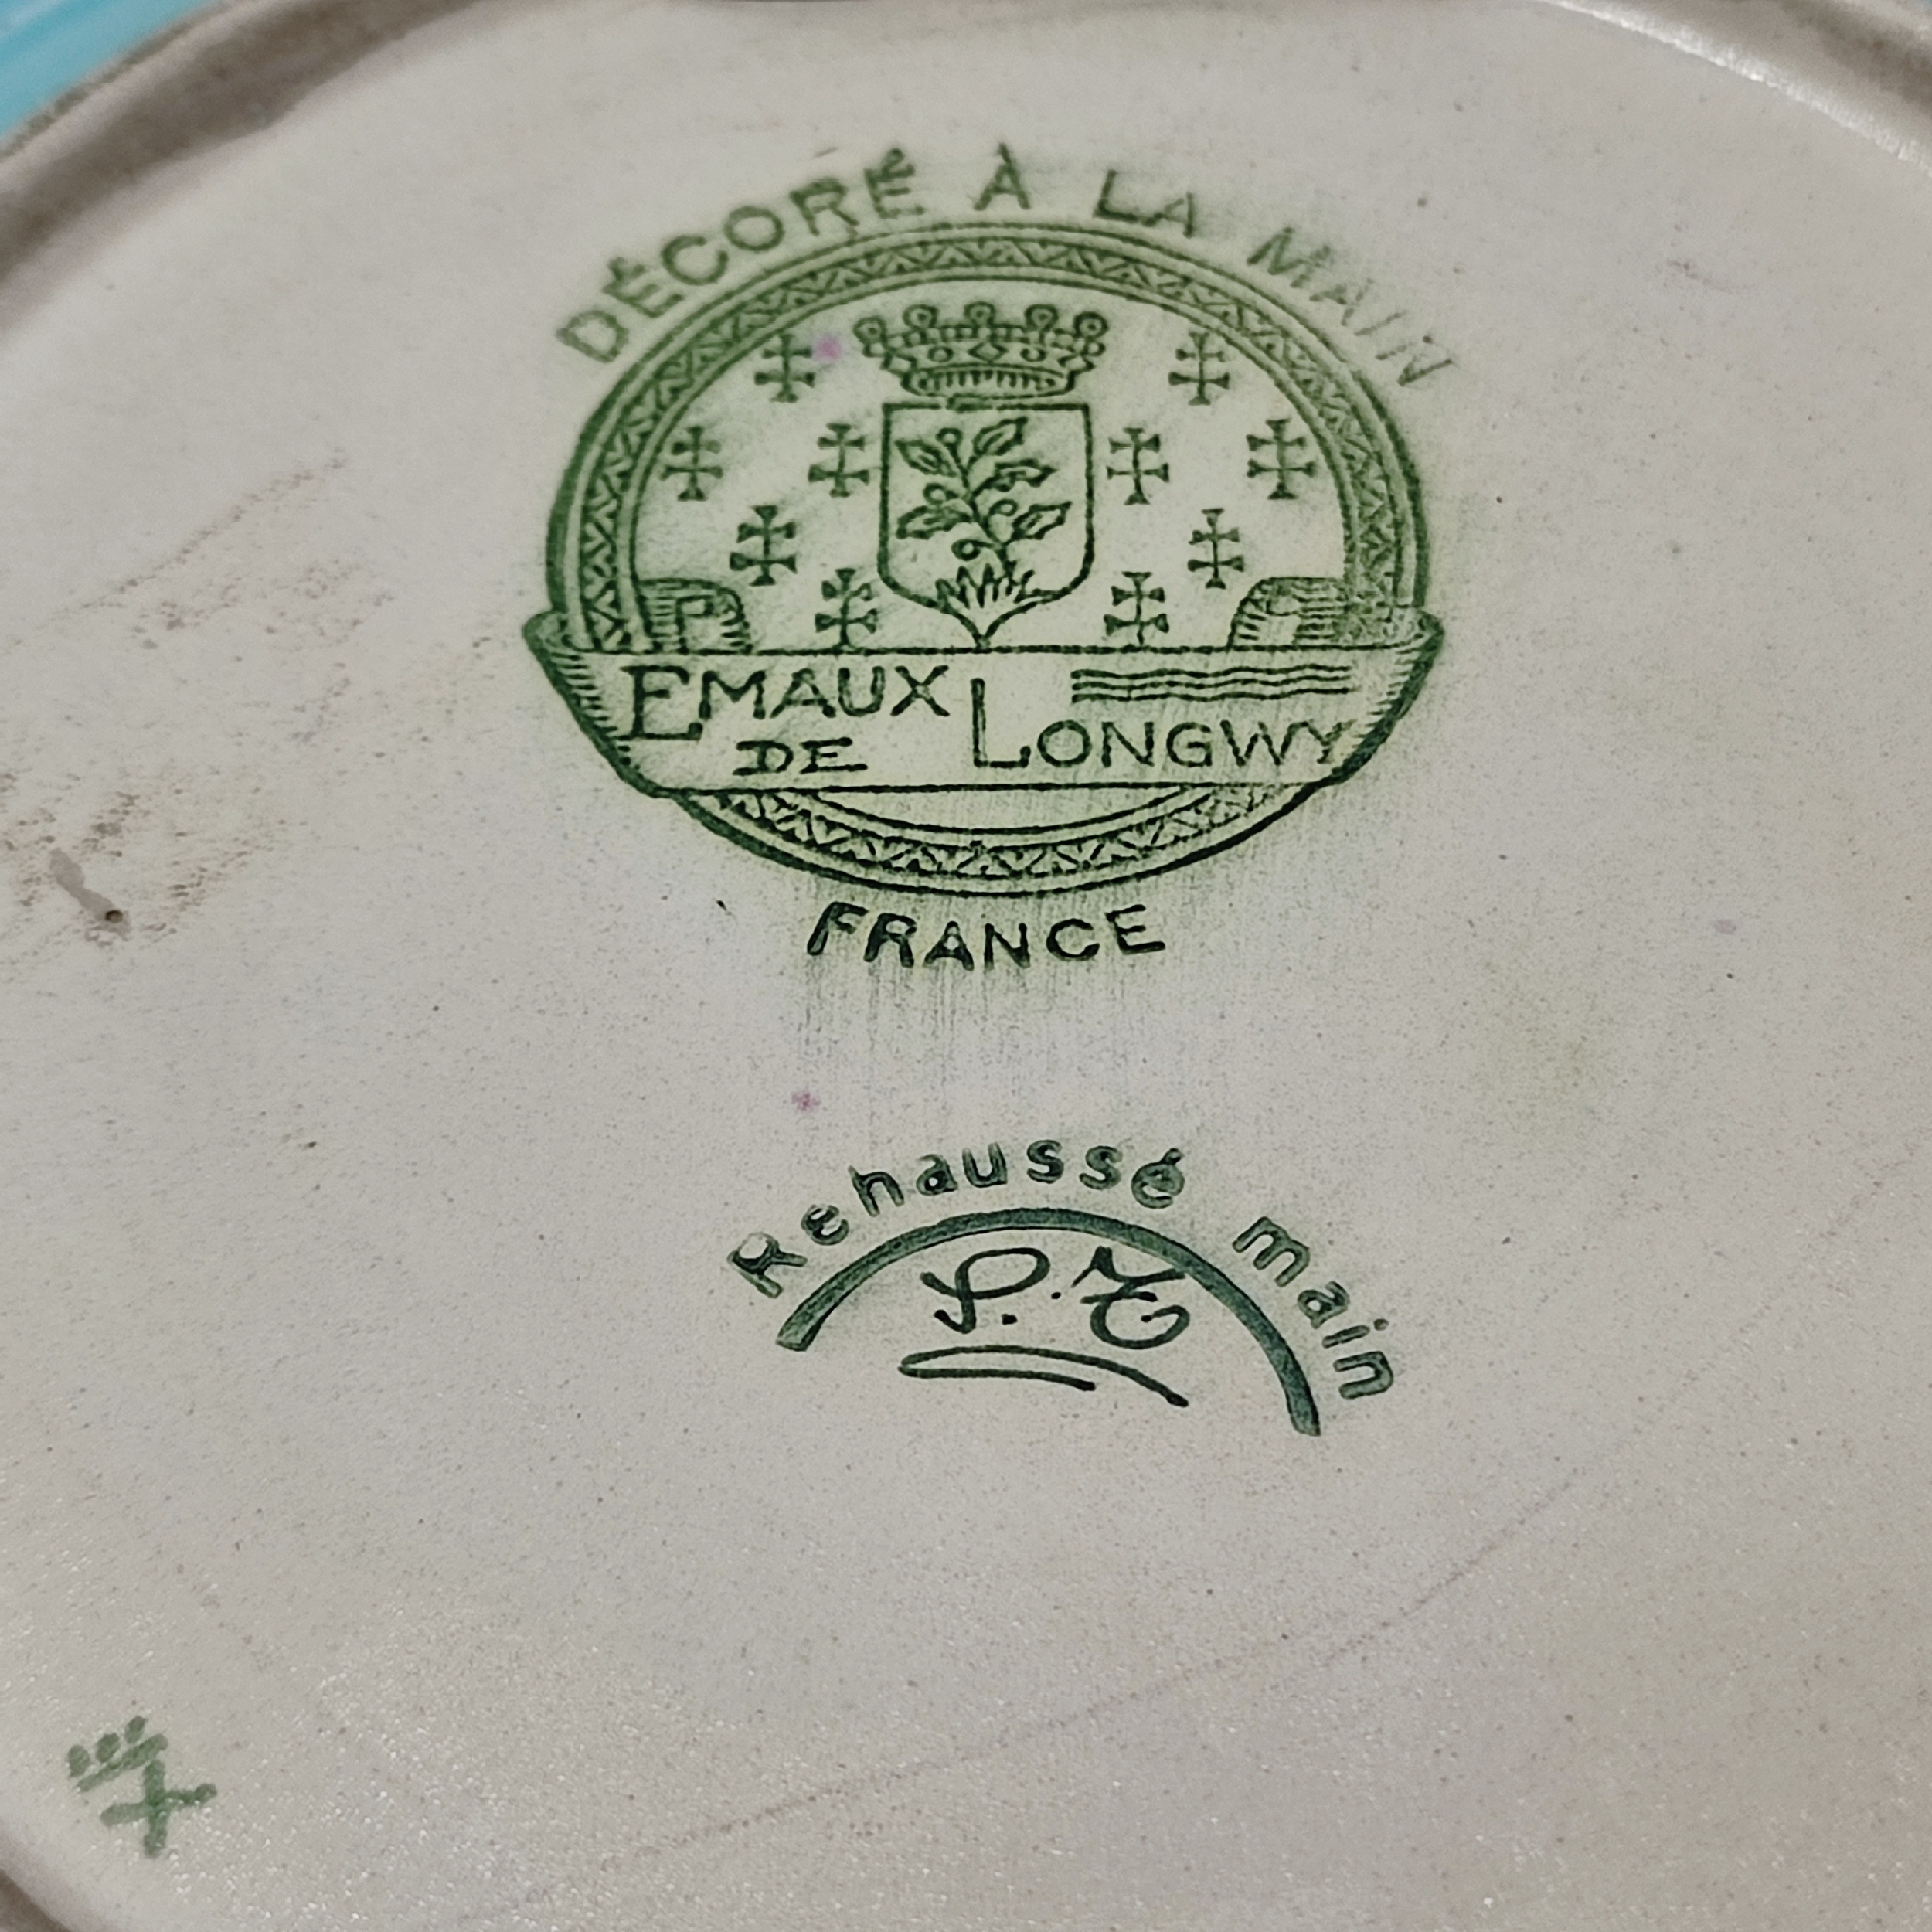 DÉCORÉ À LA MAIN
EMAUX
DE LONGWY
FRANCE
Rehaussé main
P.T